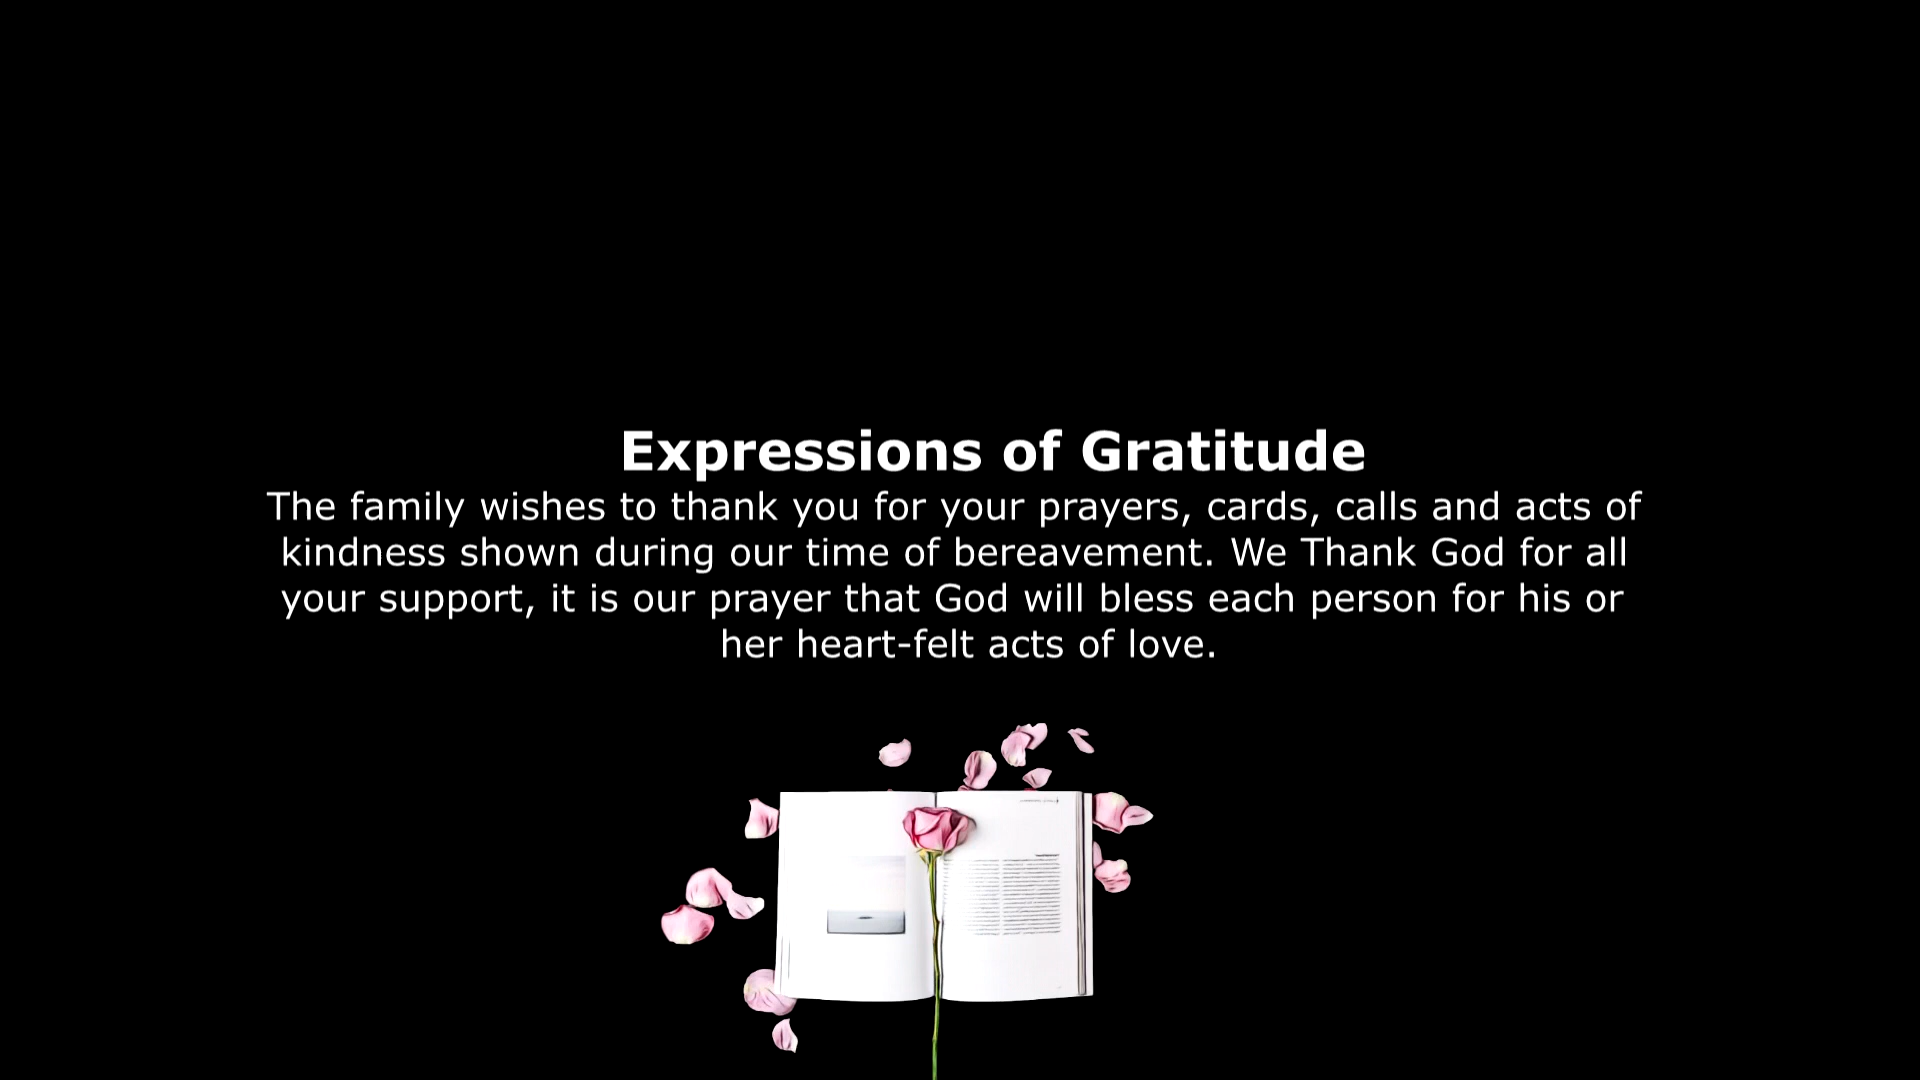 Expressions of Gratitude
The family wishes to thank you for your prayers, cards, calls and acts of
kindness shown during our time of bereavement. We Thank God for all
your support, it is our prayer that God will bless each person for his or
her heart-felt acts of love.